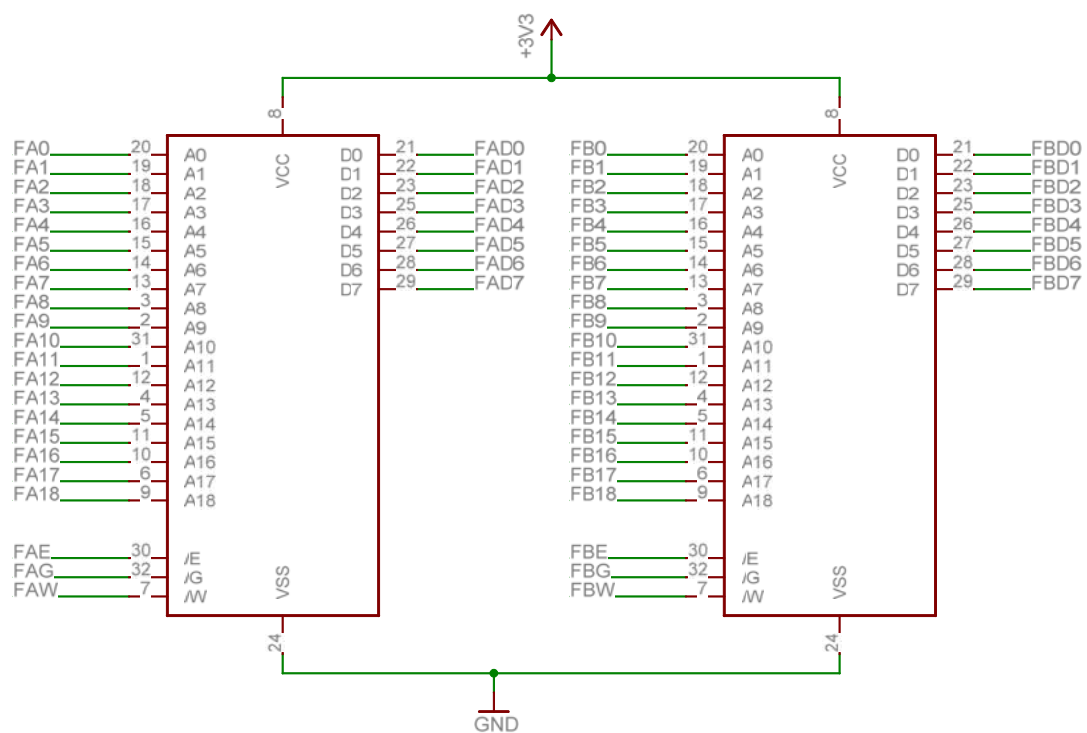 +3V3
8 8
FA0 20 A0 D0 21 FAD0 FB0 20 A0 D0 21 FBD0
FA1 19 A1 VCC D1 22 FAD1 FB1 19 A1 VCC D1 22 FBD1
FA2 18 A2 D2 23 FAD2 FB2 18 A2 D2 23 FBD2
FA3 17 A3 D3 25 FAD3 FB3 17 A3 D3 25 FBD3
FA4 16 A4 D4 26 FAD4 FB4 16 A4 D4 26 FBD4
FA5 15 A5 D5 27 FAD5 FB5 15 A5 D5 27 FBD5
FA6 14 A6 D6 28 FAD6 FB6 14 A6 D6 28 FBD6
FA7 13 A7 D7 29 FAD7 FB7 13 A7 D7 29 FBD7
FA8 3 A8 FB8 3 A8
FA9 2 A9 FB9 2 A9
FA10 31 A10 FB10 31 A10
FA11 1 A11 FB11 1 A11
FA12 12 A12 FB12 12 A12
FA13 4 A13 FB13 4 A13
FA14 5 A14 FB14 5 A14
FA15 11 A15 FB15 11 A15
FA16 10 A16 FB16 10 A16
FA17 6 A17 FB17 6 A17
FA18 9 A18 FB18 9 A18
FAE 30 /E FBE 30 /E
FAG 32 /G VSS FBG 32 /G VSS
FAW 7 /W FBW 7 /W
24 24
GND